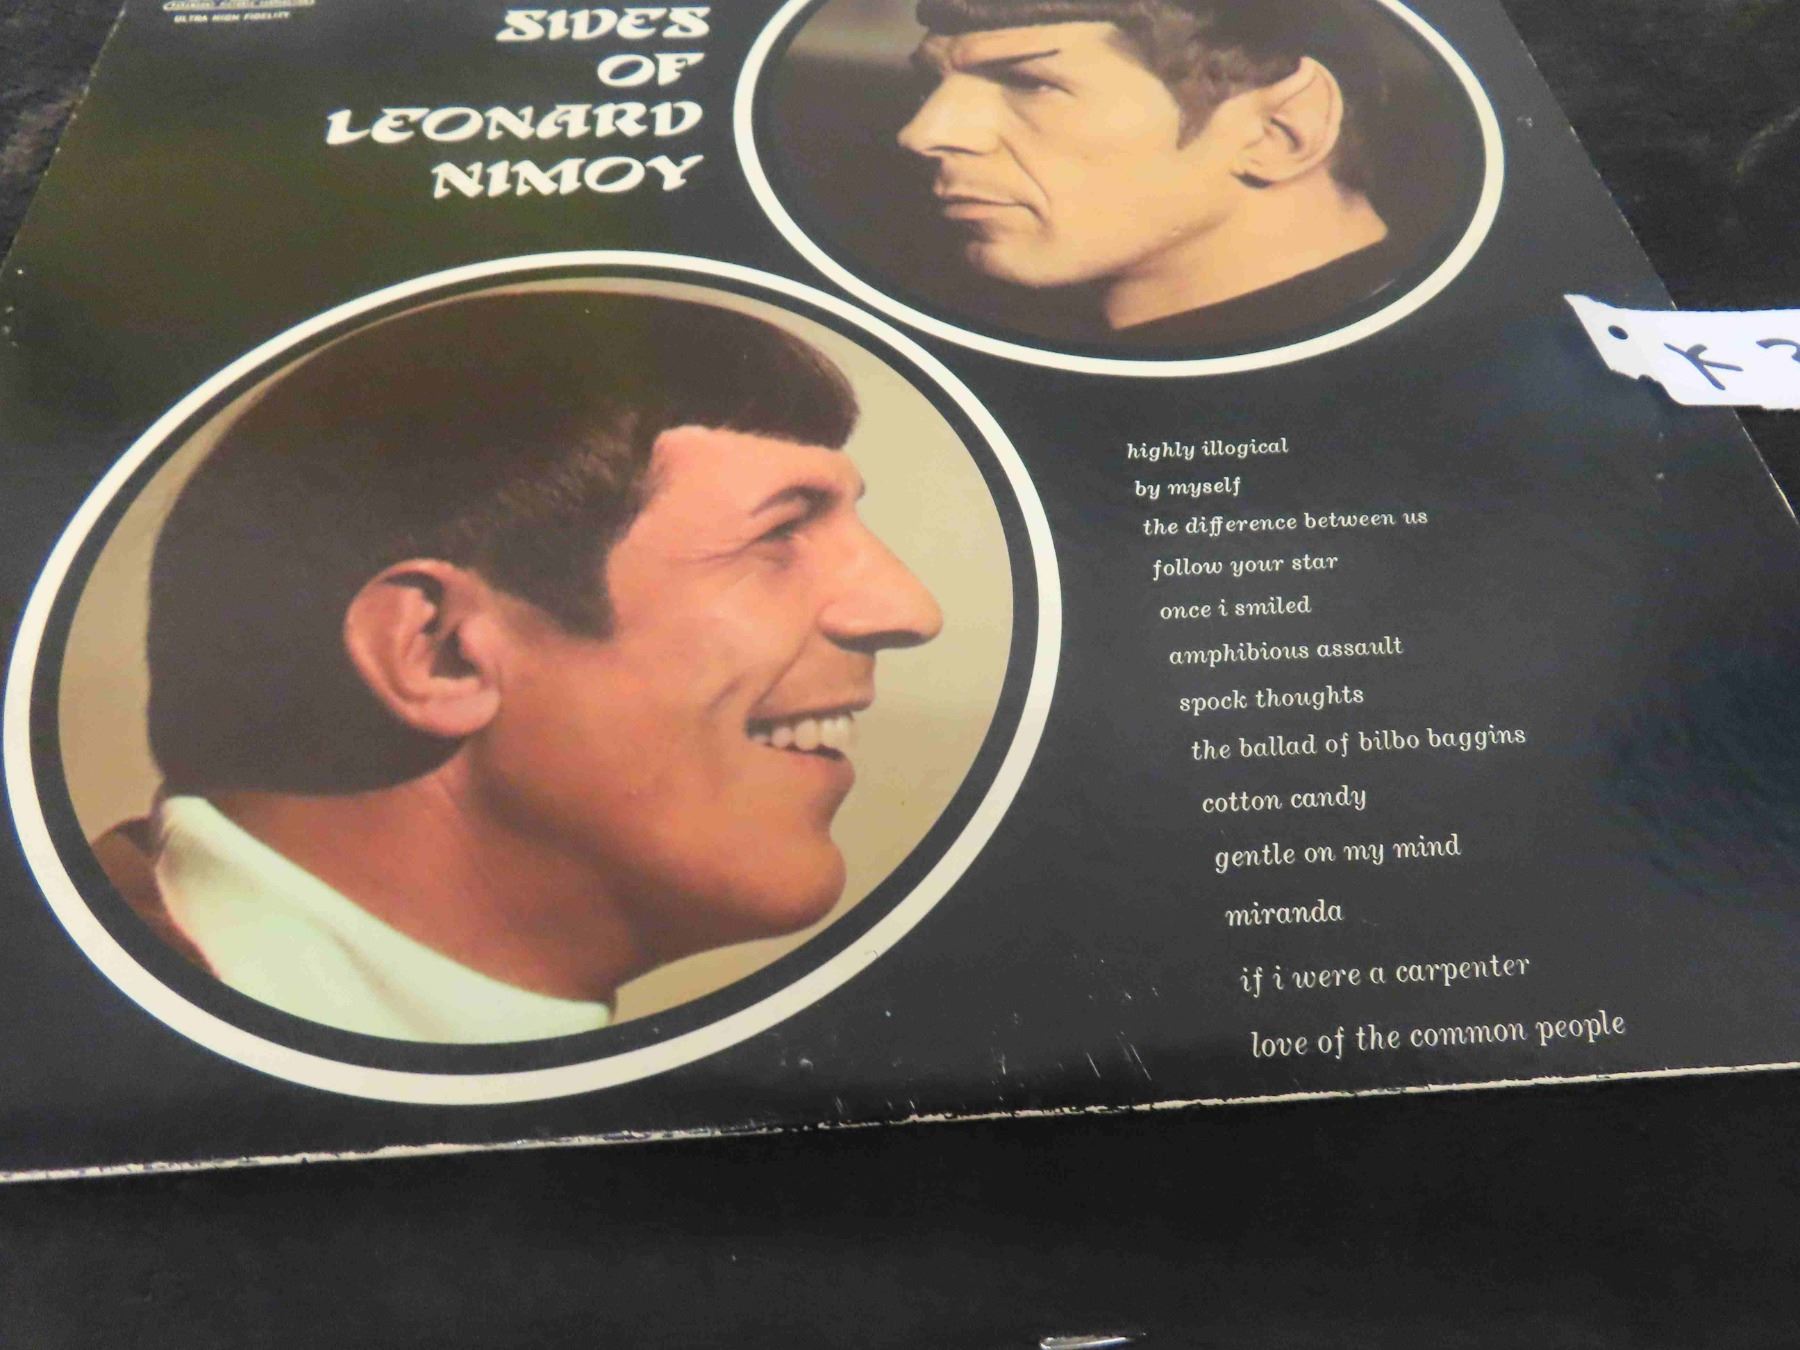 ULTRA HIGH FIDELITY
SIDES
OF
LEONARD
NIMOY
K
highly illogical
by myself
the difference between us
follow your star
once i smiled
amphibious assault
spock thoughts
the ballad of bilbo baggins
cotton candy
gentle on my mind
miranda
if i were a carpenter
love of the common people